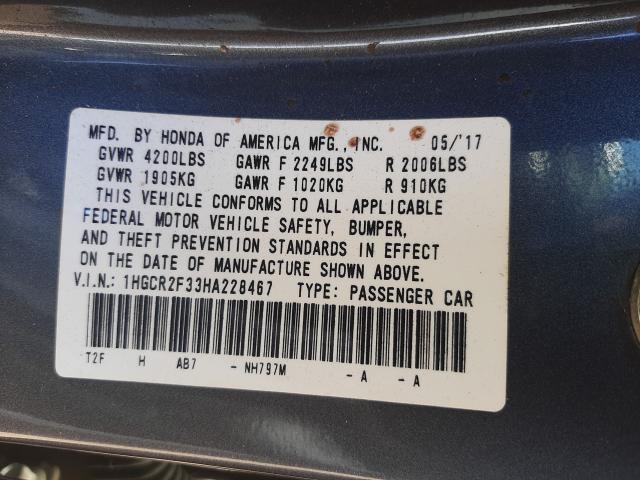 MFD. BY HONDA OF AMERICA MFG., INC. 05/'17
GVWR 4200LBS GAWR F 2249LBS R 2006LBS
GVWR 1905KG GAWR F 1020KG R 910KG
THIS VEHICLE CONFORMS TO ALL APPLICABLE
FEDERAL MOTOR VEHICLE SAFETY, BUMPER,
AND THEFT PREVENTION STANDARDS IN EFFECT
ON THE DATE OF MANUFACTURE SHOWN ABOVE.
V.I.N.: 1HGCR2F33HA228467 TYPE: PASSENGER CAR
T2F H AB7 - NH797M - A - A